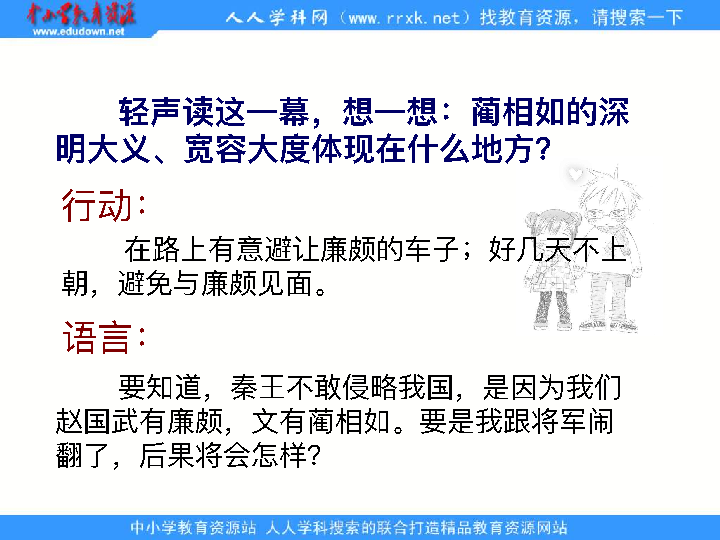 中小学教育资源
www.edudown.net
人人学科网（www.rrxk.net）找教育资源，请搜索一下
轻声读这一幕，想一想：蔺相如的深
明大义、宽容大度体现在什么地方？
行动：
在路上有意避让廉颇的车子；好几天不上
朝，避免与廉颇见面。
语言：
要知道，秦王不敢侵略我国，是因为我们
赵国武有廉颇，文有蔺相如。要是我跟将军闹
翻了，后果将会怎样？
中小学教育资源站 人人学科搜索的联合打造精品教育资源网站